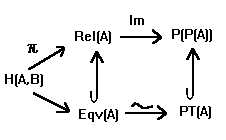 Im
Rel(A) P(P(A))
π
H(A,B)
Eqv(A) PT(A)